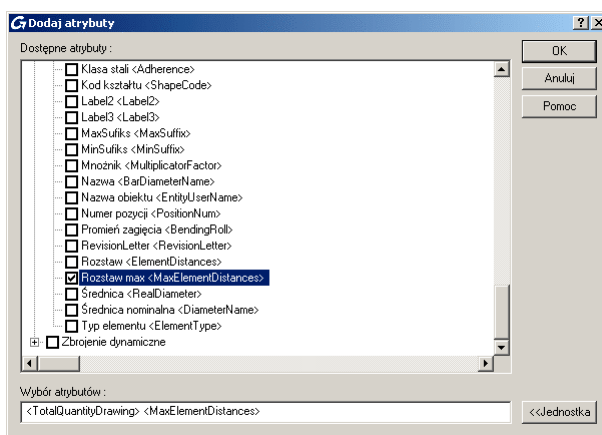 Dodaj atrybuty
Dostępne atrybuty :
OK
Anuluj
Pomoc
Klasa stali <Adherence>
Kod kształtu <ShapeCode>
Label2 <Label2>
Label3 <Label3>
MaxSufiks <MaxSuffix>
MinSufiks <MinSuffix>
Mnożnik <MultiplicatorFactor>
Nazwa <BarDiameterName>
Nazwa obiektu <EntityUserName>
Numer pozycji <PositionNum>
Promień zagięcia <BendingRoll>
RevisionLetter <RevisionLetter>
Rozstaw <ElementDistances>
Rozstaw max <MaxElementDistances>
Średnica <RealDiameter>
Średnica nominalna <DiameterName>
Typ elementu <ElementType>
Zbrojenie dynamiczne
Wybór atrybutów :
<TotalQuantityDrawing> <MaxElementDistances>
<<Jednostka